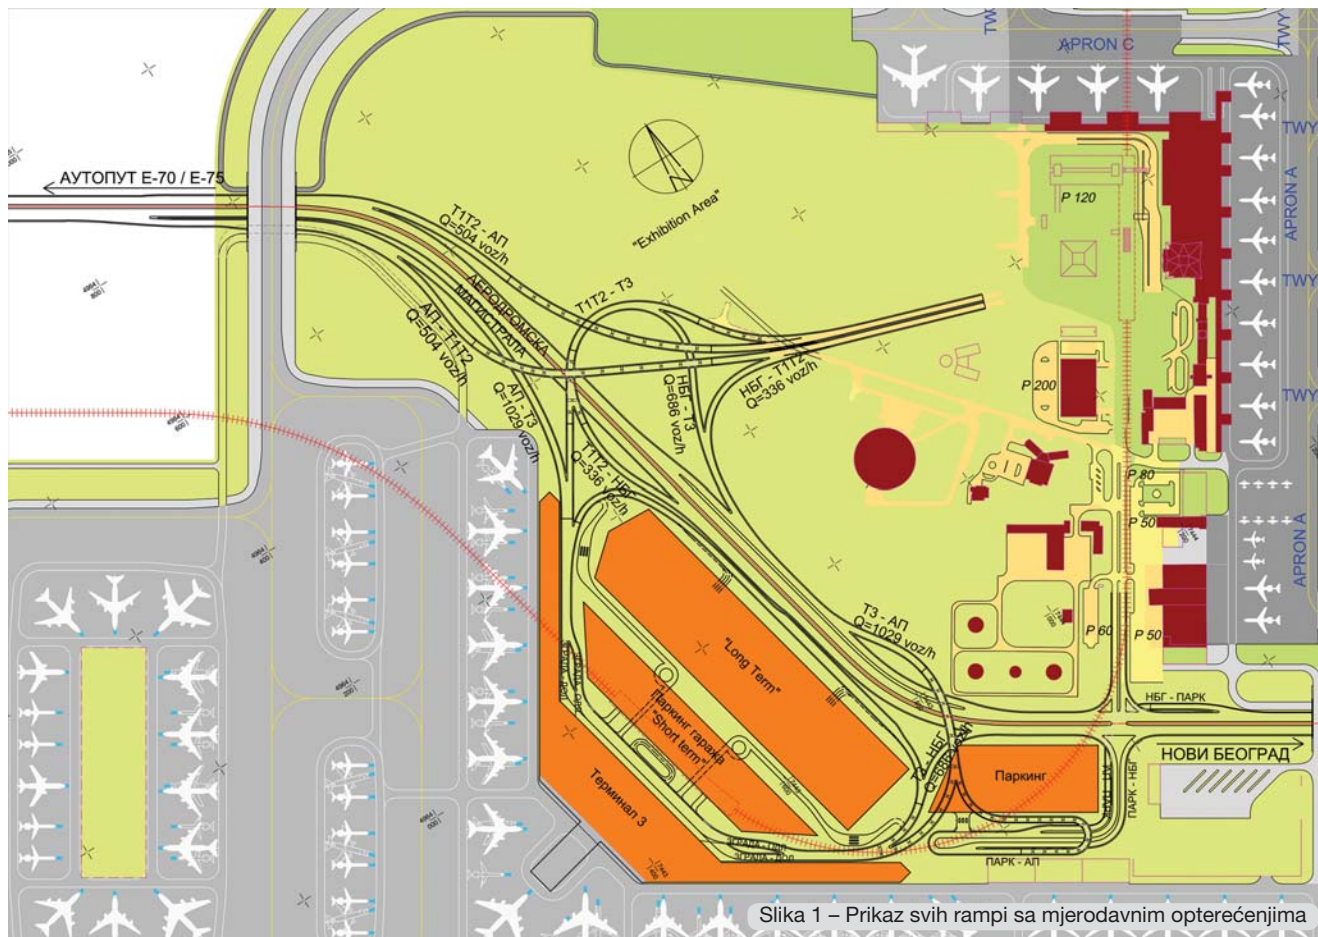 APRON C
TWY
TWY
TWY
АУТОПУТ Е-70 / Е-75
P 120
APRON A
"Exhibition Area"
N
Т1Т2 - АП
Q=504 voz/h
TWY
Т1Т2 - Т3
АЕРОДРОМСКА
МАГИСТРАЛА
АП - Т1Т2
Q=504 voz/h
НБГ - Т1Т2
Q=336 voz/h
НБГ - Т3
Q=686 voz/h
P 200
TWY
АП - Т3
Q=1029 voz/h
Т1Т2 - НБГ
Q=336 voz/h
P 80
P 50
APRON A
Т3 - АП
Q=1029 voz/h
P 60
P 50
"Long Term"
Паркинг гаража
"Short term"
НБГ - ПАРК
НОВИ БЕОГРАД
Паркинг
ПАРК - НБГ
Терминал 3
ЗГРАДА - ДОЛ
ПАРК - АП
Slika 1 – Prikaz svih rampi sa mjerodavnim opterećenjima